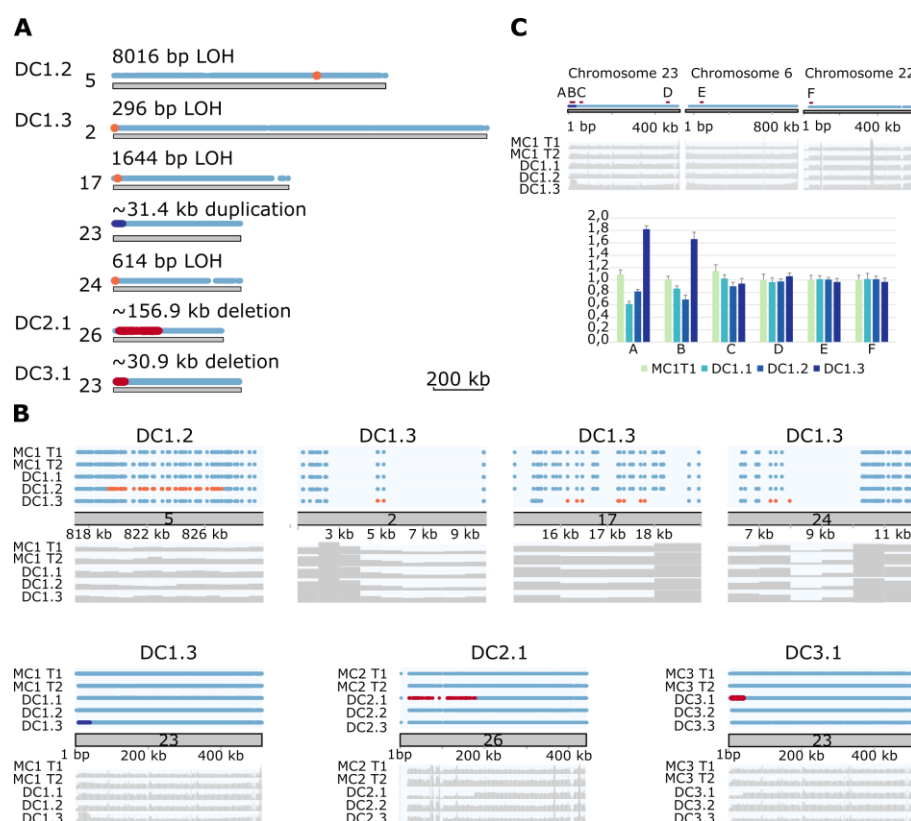 A
8016 bp LOH
DC1.2 5
296 bp LOH
DC1.3 2
1644 bp LOH
17
~31.4 kb duplication
23
614 bp LOH
24
~156.9 kb deletion
DC2.1 26
~30.9 kb deletion
DC3.1 23
200 kb
C
Chromosome 23 Chromosome 6 Chromosome 22
A BC D E F
1 bp 400 kb 1 bp 800 kb 1 bp 400 kb
MC1 T1
MC1 T2
DC1.1
DC1.2
DC1.3
2,0
1,8
1,6
1,4
1,2
1,0
0,8
0,6
0,4
0,2
0,0
A B C D E F
MC1T1 DC1.1 DC1.2 DC1.3
B
DC1.2 DC1.3 DC1.3 DC1.3
MC1 T1
MC1 T2
DC1.1
DC1.2
DC1.3
5 2 17 24
818 kb 822 kb 826 kb 3 kb 5 kb 7 kb 9 kb 16 kb 17 kb 18 kb 7 kb 9 kb 11 kb
MC1 T1
MC1 T2
DC1.1
DC1.2
DC1.3
DC1.3 DC2.1 DC3.1
MC1 T1 MC2 T1 MC3 T1
MC1 T2 MC2 T2 MC3 T2
DC1.1 DC2.1 DC3.1
DC1.2 DC2.2 DC3.2
DC1.3 DC2.3 DC3.3
23 26 23
1 bp 200 kb 400 kb 1bp 200 kb 400 kb 1bp 200 kb 400 kb
MC1 T1 MC2 T1 MC3 T1
MC1 T2 MC2 T2 MC3 T2
DC1.1 DC2.1 DC3.1
DC1.2 DC2.2 DC3.2
DC1.3 DC2.3 DC3.3